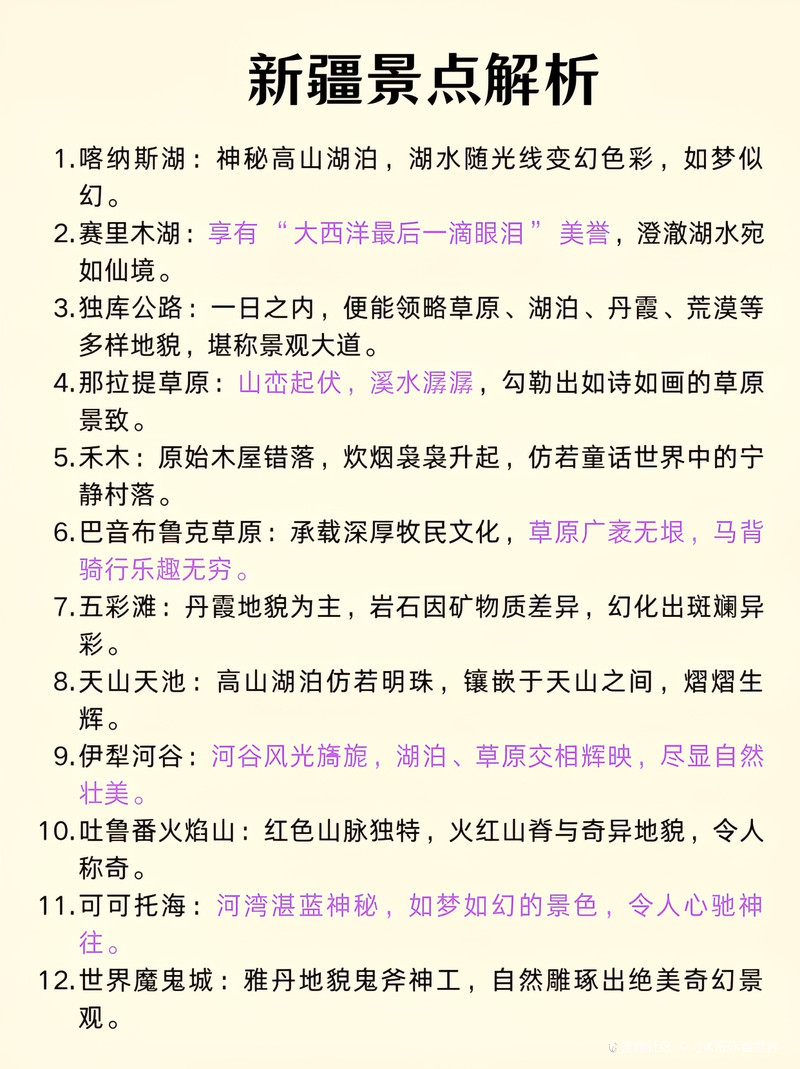 新疆景点解析
1.喀纳斯湖：神秘高山湖泊，湖水随光线变幻色彩，如梦似
幻。
2.赛里木湖：享有“大西洋最后一滴眼泪”美誉，澄澈湖水宛
如仙境。
3.独库公路：一日之内，便能领略草原、湖泊、丹霞、荒漠等
多样地貌，堪称景观大道。
4.那拉提草原：山峦起伏，溪水潺潺，勾勒出如诗如画的草原
景致。
5.禾木：原始木屋错落，炊烟袅袅升起，仿若童话世界中的宁
静村落。
6.巴音布鲁克草原：承载深厚牧民文化，草原广袤无垠，马背
骑行乐趣无穷。
7.五彩滩：丹霞地貌为主，岩石因矿物质差异，幻化出斑斓异
彩。
8.天山天池：高山湖泊仿若明珠，镶嵌于天山之间，熠熠生
辉。
9.伊犁河谷：河谷风光旖旎，湖泊、草原交相辉映，尽显自然
壮美。
10.吐鲁番火焰山：红色山脉独特，火红山脊与奇异地貌，令人
称奇。
11.可可托海：河湾湛蓝神秘，如梦如幻的景色，令人心驰神
往。
12.世界魔鬼城：雅丹地貌鬼斧神工，自然雕琢出绝美奇幻景
观。